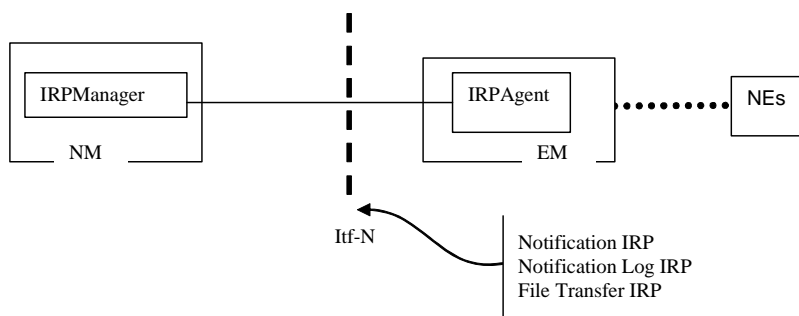 IRPManager
IRPAgent
NEs
NM
EM
Itf-N
Notification IRP
Notification Log IRP
File Transfer IRP